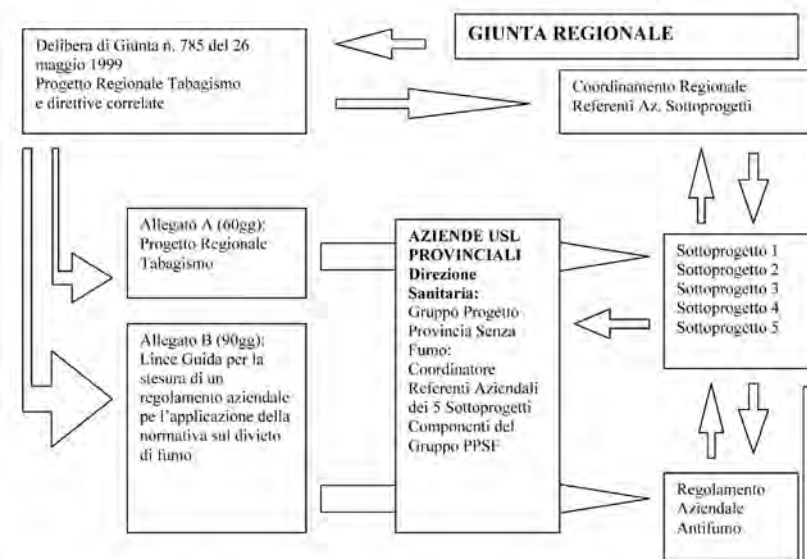 GIUNTA REGIONALE
Delibera di Giunta n. 785 del 26
maggio 1999
Progetto Regionale Tabagismo
e direttive correlate
Coordinamento Regionale
Referenti Az. Sottoprogetti
Allegato A (60gg):
Progetto Regionale
Tabagismo
Allegato B (90gg):
Linee Guida per la
stesura di un
regolamento aziendale
pe l'applicazione della
normativa sul divieto
di fumo
AZIENDE USL
PROVINCIALI
Direzione
Sanitaria:
Gruppo Progetto
Provincia Senza
Fumo:
Coordinatore
Referenti Aziendali
dei 5 Sottoprogetti
Componenti del
Gruppo PPSF
Sottoprogetto 1
Sottoprogetto 2
Sottoprogetto 3
Sottoprogetto 4
Sottoprogetto 5
Regolamento
Aziendale
Antifumo